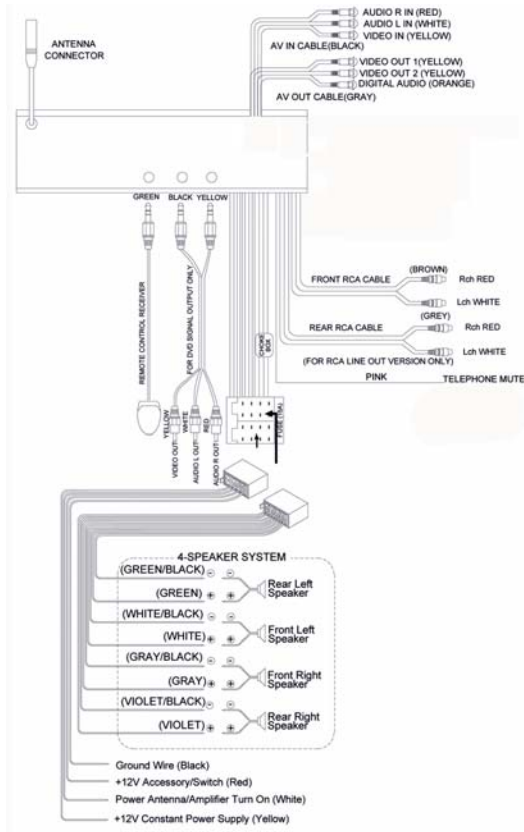 AUDIO R IN (RED)
AUDIO L IN (WHITE)
VIDEO IN (YELLOW)
AV IN CABLE(BLACK)
ANTENNA
CONNECTOR
VIDEO OUT 1(YELLOW)
VIDEO OUT 2 (YELLOW)
DIGITAL AUDIO (ORANGE)
AV OUT CABLE(GRAY)
GREEN BLACK YELLOW
REMOTE CONTROL RECEIVER
FOR DVD SIGNAL OUTPUT ONLY
(BROWN)
FRONT RCA CABLE
Rch RED
Lch WHITE
(GREY)
REAR RCA CABLE
Rch RED
Lch WHITE
(FOR RCA LINE OUT VERSION ONLY)
CHOKE
BOX
PINK
TELEPHONE MUTE
YELLOW
VIDEO OUT
WHITE
AUDIO L OUT
RED
AUDIO R OUT
FUSE(15A)
4-SPEAKER SYSTEM
(GREEN/BLACK)
(GREEN)
Rear Left
Speaker
(WHITE/BLACK)
(WHITE)
Front Left
Speaker
(GRAY/BLACK)
(GRAY)
Front Right
Speaker
(VIOLET/BLACK)
(VIOLET)
Rear Right
Speaker
Ground Wire (Black)
+12V Accessory/Switch (Red)
Power Antenna/Amplifier Turn On (White)
+12V Constant Power Supply (Yellow)